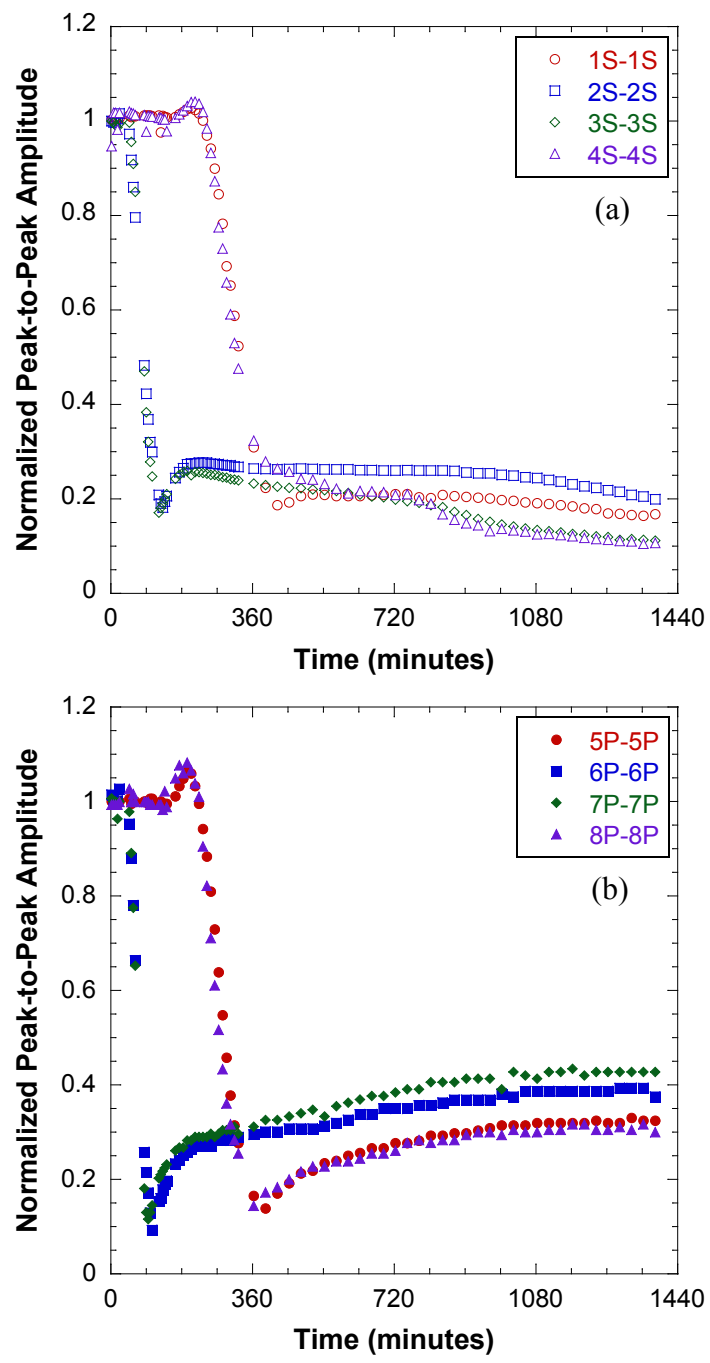 1.2
1
0.8
0.6
0.4
0.2
0
Normalized Peak-to-Peak Amplitude
1S-1S
2S-2S
3S-3S
4S-4S
(a)
0 360 720 1080 1440
Time (minutes)
1.2
1
0.8
0.6
0.4
0.2
0
Normalized Peak-to-Peak Amplitude
5P-5P
6P-6P
7P-7P
8P-8P
(b)
0 360 720 1080 1440
Time (minutes)